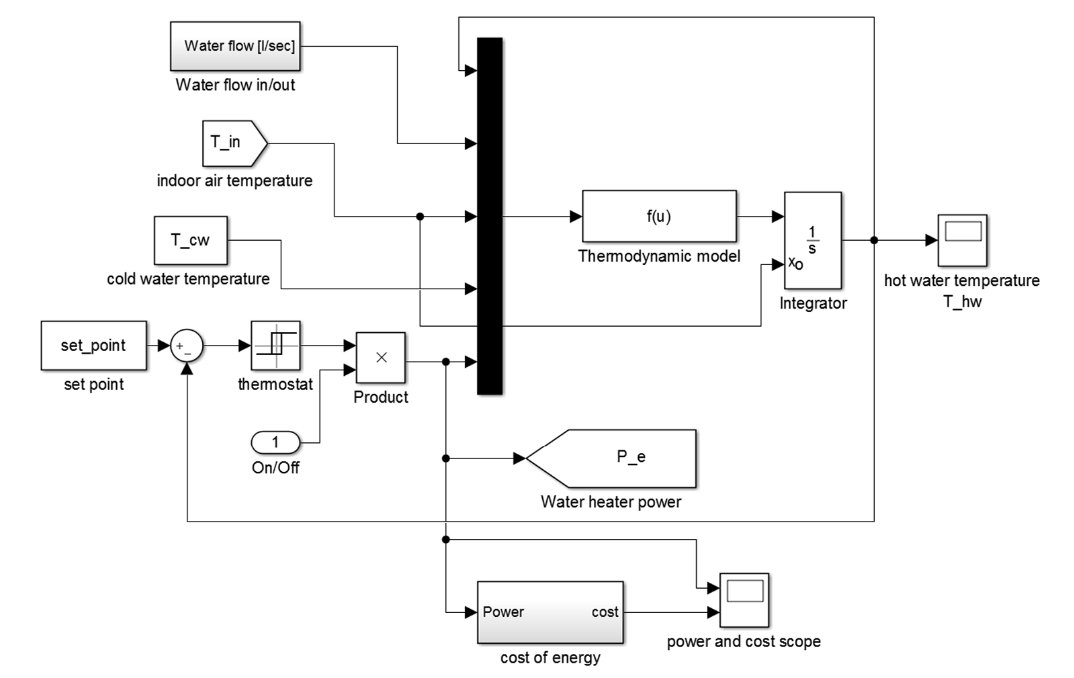 Water flow [l/sec]
Water flow in/out
T_in
indoor air temperature
T_cw
cold water temperature
f(u)
Thermodynamic model
1
s
xo
Integrator
hot water temperature
T_hw
set_point
set point
+
−
thermostat
×
Product
1
On/Off
P_e
Water heater power
Power cost
cost of energy
power and cost scope